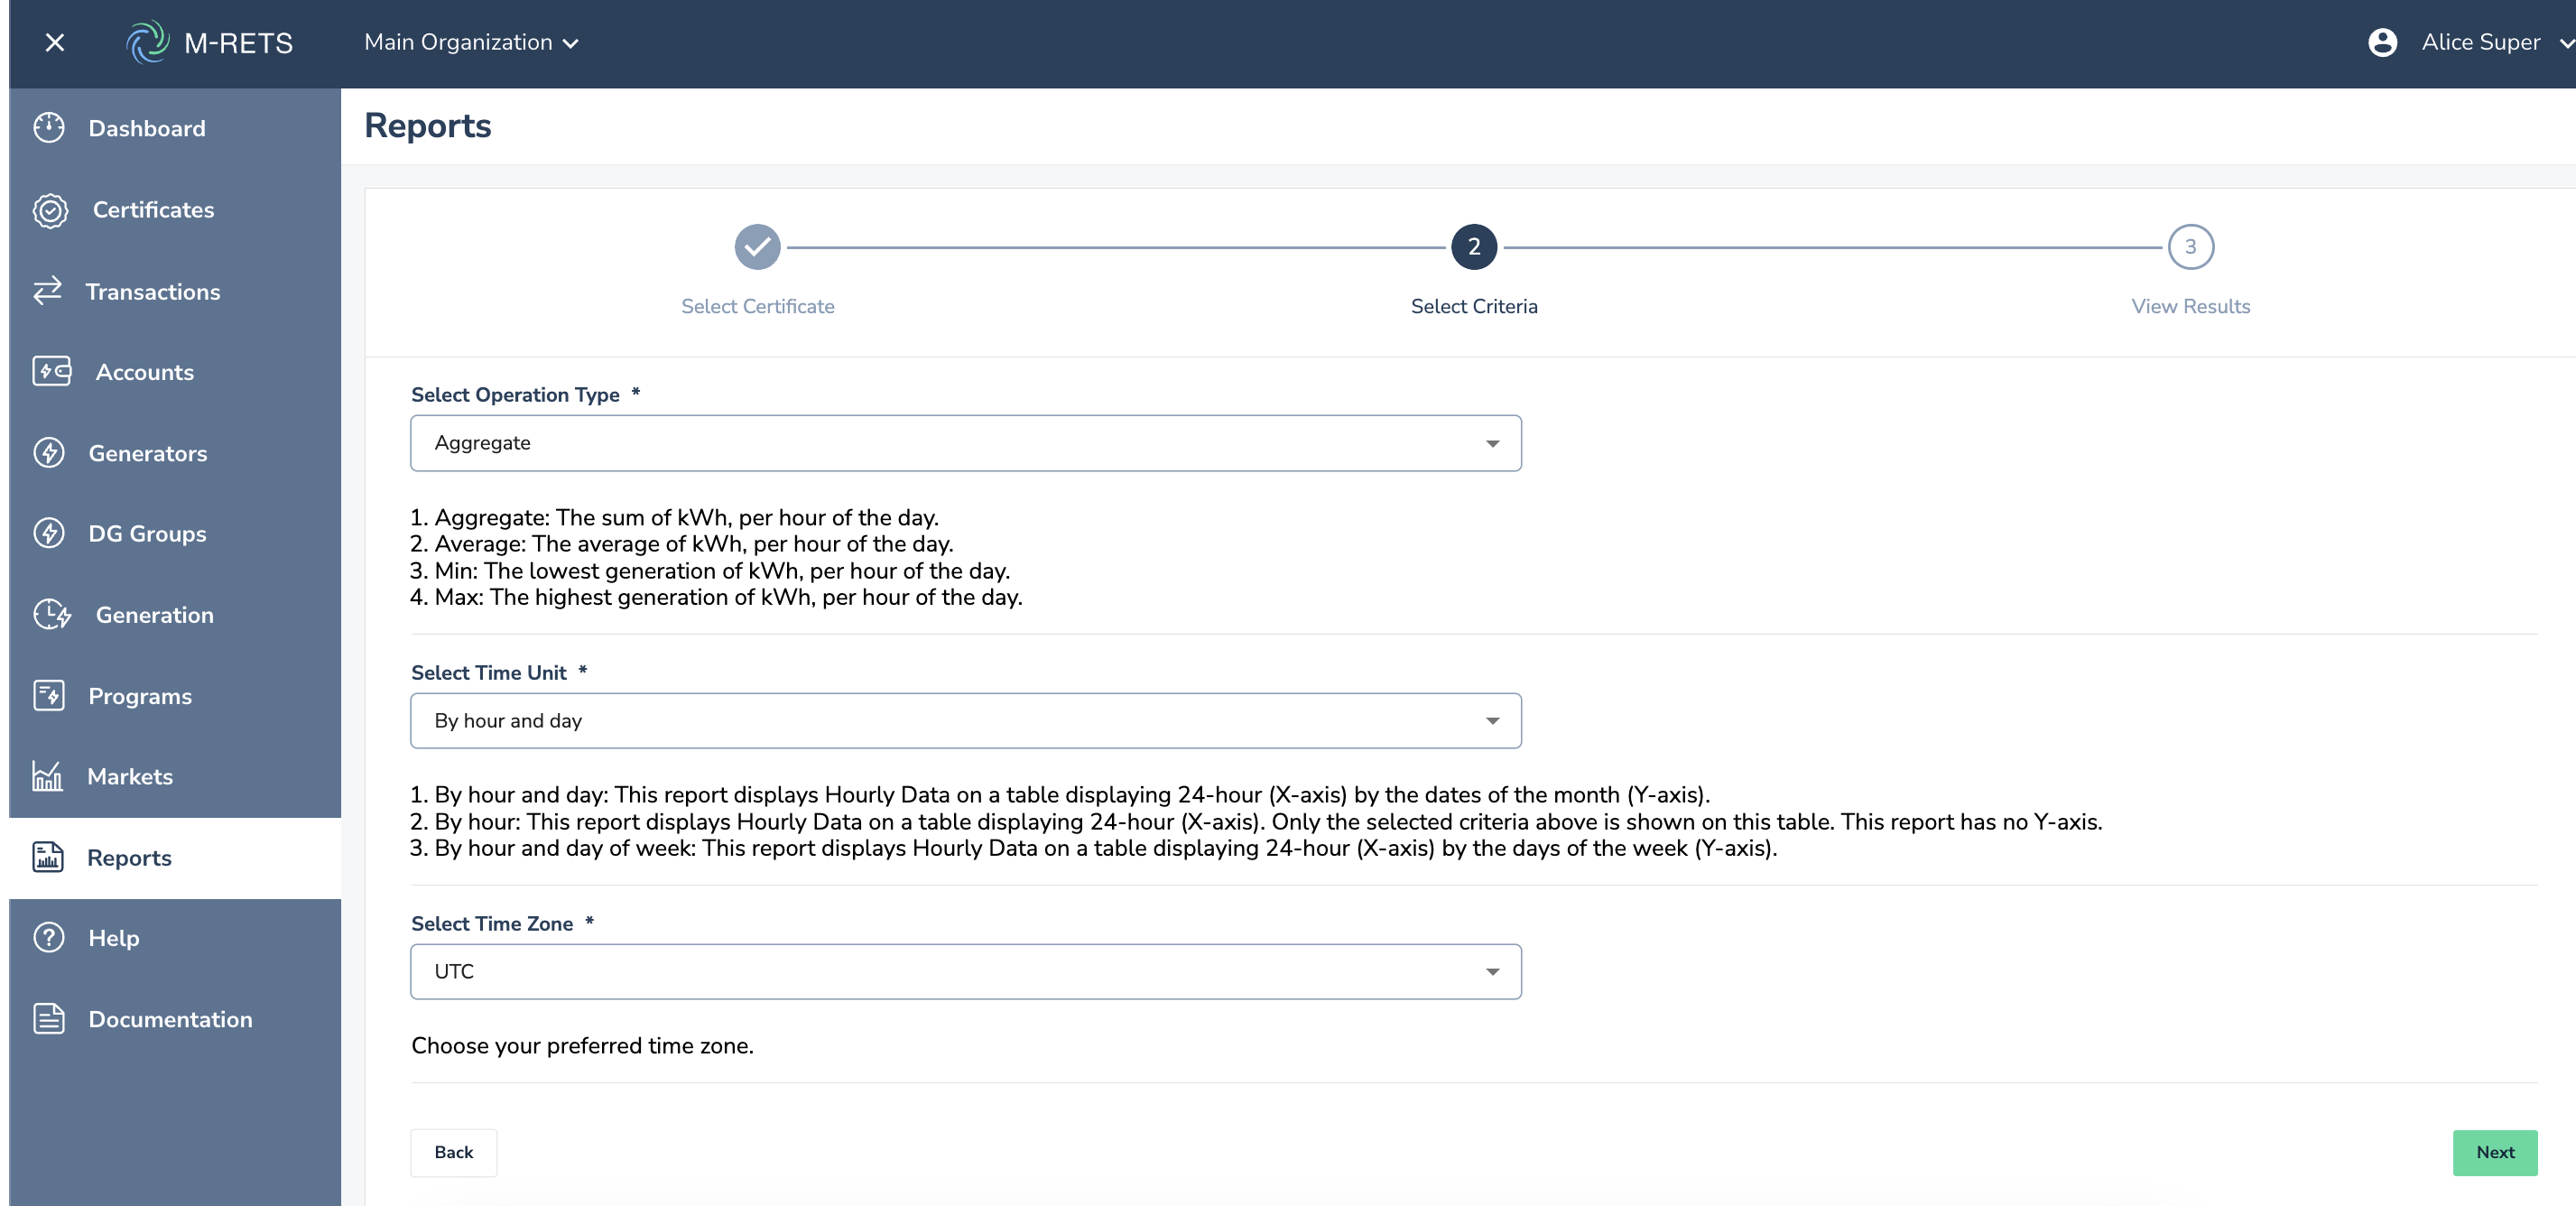 M-RETS
Main Organization
Alice Super
Dashboard
Certificates
Transactions
Accounts
Generators
DG Groups
Generation
Programs
Markets
Reports
Help
Documentation
Reports
2
3
Select Certificate
Select Criteria
View Results
Select Operation Type *
Aggregate
1. Aggregate: The sum of kWh, per hour of the day.
2. Average: The average of kWh, per hour of the day.
3. Min: The lowest generation of kWh, per hour of the day.
4. Max: The highest generation of kWh, per hour of the day.
Select Time Unit *
By hour and day
1. By hour and day: This report displays Hourly Data on a table displaying 24-hour (X-axis) by the dates of the month (Y-axis).
2. By hour: This report displays Hourly Data on a table displaying 24-hour (X-axis). Only the selected criteria above is shown on this table. This report has no Y-axis.
3. By hour and day of week: This report displays Hourly Data on a table displaying 24-hour (X-axis) by the days of the week (Y-axis).
Select Time Zone *
UTC
Choose your preferred time zone.
Back
Next